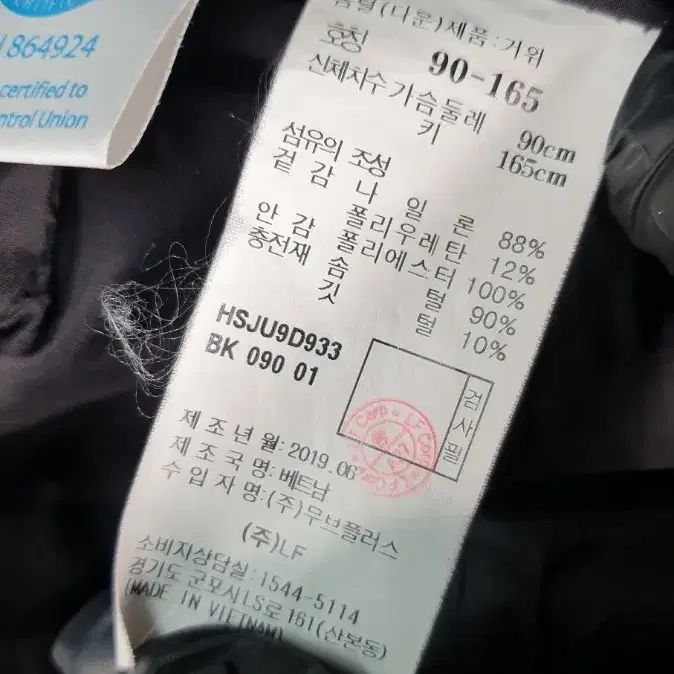 864924
certified to
ntrol Union
(다운)제품:거위
호칭 90-165
신체치수 가슴둘레 90cm
키 165cm
섬유의 조성
겉감 나일론 88%
폴리우레탄 12%
안감 폴리에스터 100%
충전재 솜털 90%
깃털 10%
HSJU9D933
BK 090 01
검사필
제조년월:2019.06
제조국명:베트남
수입자명:(주)무브플러스
(주)LF
소비자상담실:1544-5114
경기도 군포시LS로161(산본동)
(MADE IN VIETNAM)